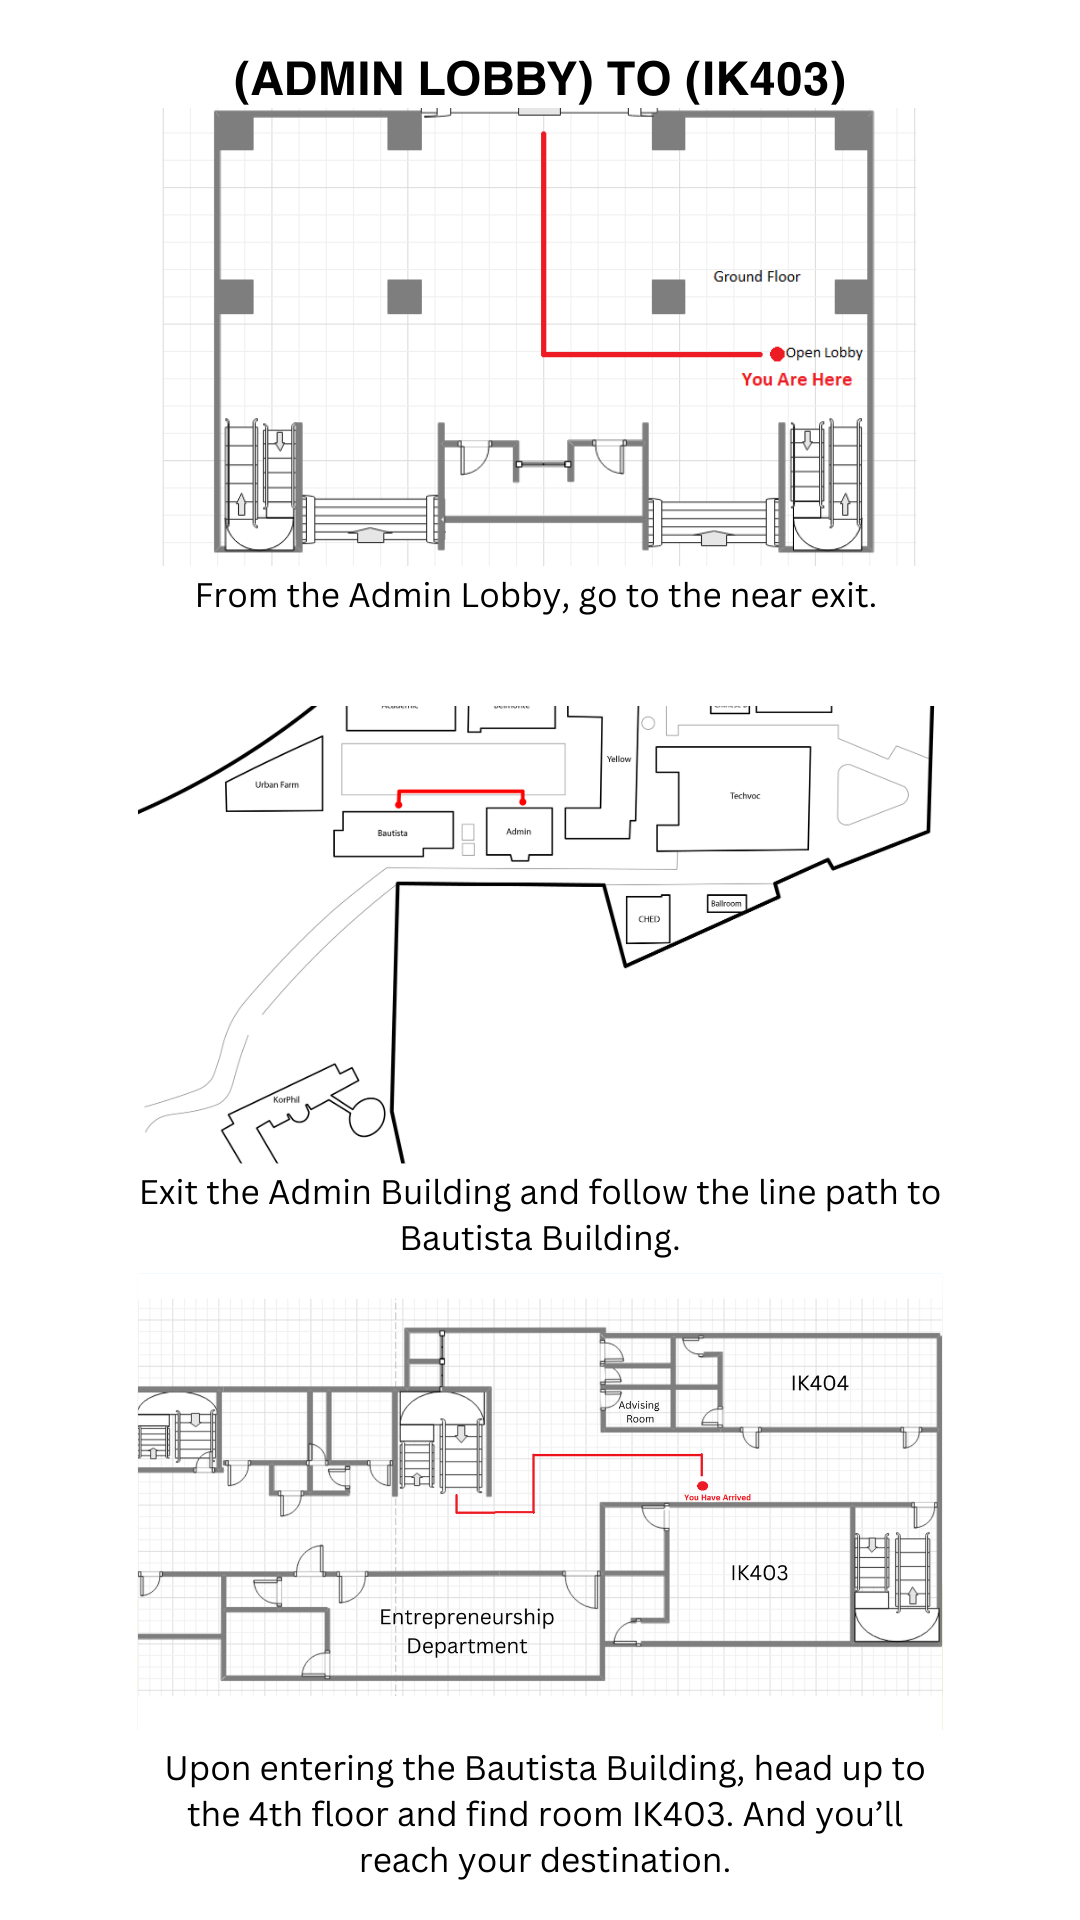 (ADMIN LOBBY) TO (IK403)
Ground Floor
Open Lobby
You Are Here
From the Admin Lobby, go to the near exit.
Urban Farm
Yellow
Techvoc
Bautista
Admin
CHED
Ballroom
KorPhil
Exit the Admin Building and follow the line path to
Bautista Building.
IK404
Advising
Room
You Have Arrived
IK403
Entrepreneurship
Department
Upon entering the Bautista Building, head up to
the 4th floor and find room IK403. And you’ll
reach your destination.